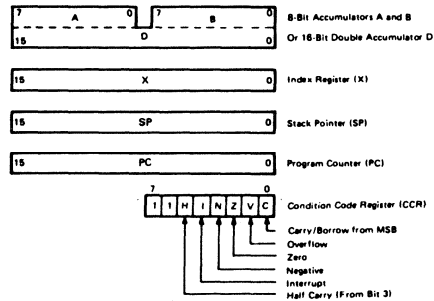 7 A 0 7 B 0 8-Bit Accumulators A and B
15 D 0 Or 16-Bit Double Accumulator D
15 X 0 Index Register (X)
15 SP 0 Stack Pointer (SP)
15 PC 0 Program Counter (PC)
7 0
1 1 H I N Z V C Condition Code Register (CCR)
Carry/Borrow from MSB
Overflow
Zero
Negative
Interrupt
Half Carry (From Bit 3)